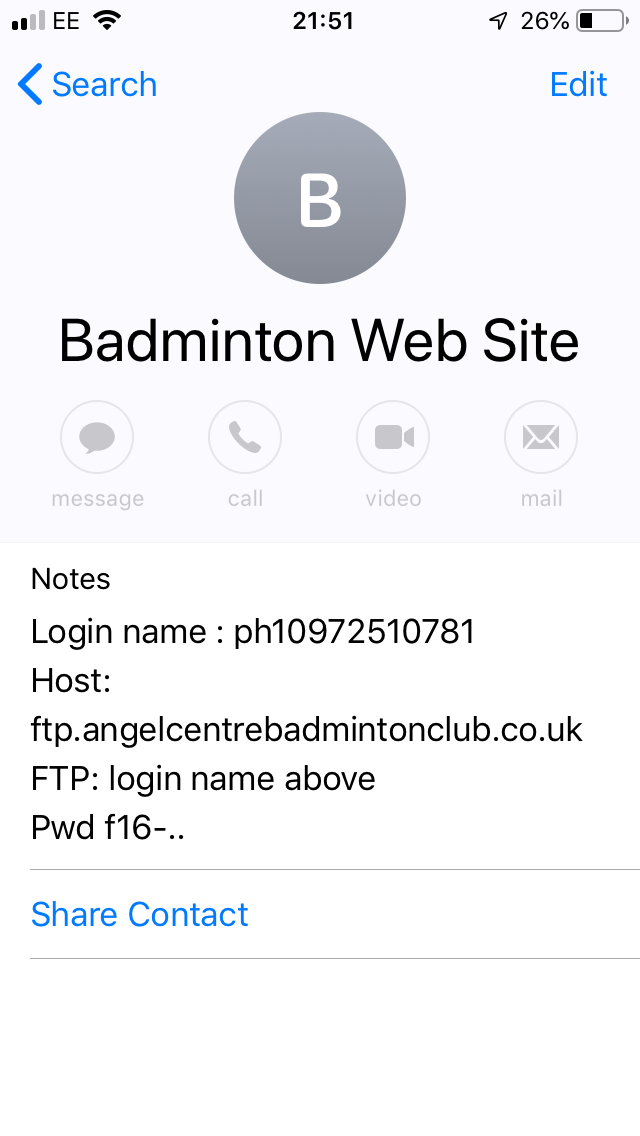 EE 21:51 26%
Search Edit
B
Badminton Web Site
message call video mail
Notes
Login name : ph10972510781
Host:
ftp.angelcentrebadmintonclub.co.uk
FTP: login name above
Pwd f16-..
Share Contact